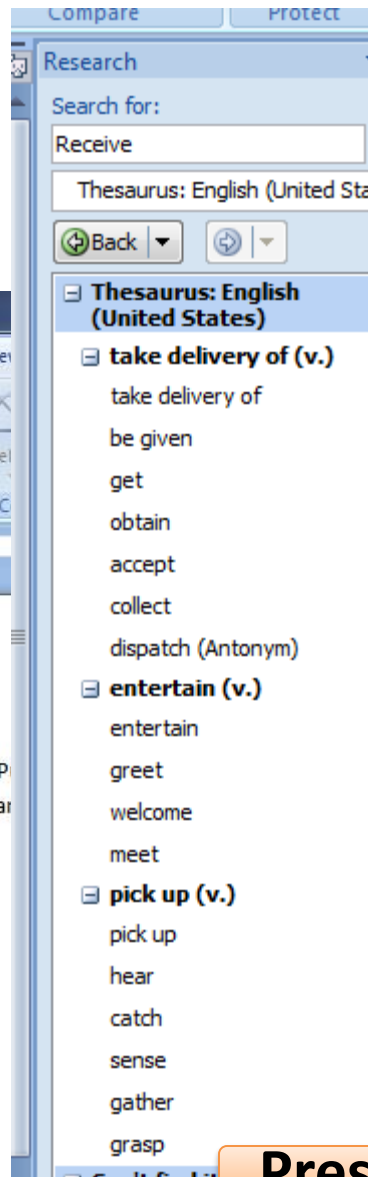 Compare Protect
Research
Search for:
Receive
Thesaurus: English (United Sta
Back
Thesaurus: English
(United States)
take delivery of (v.)
take delivery of
be given
get
obtain
accept
collect
dispatch (Antonym)
entertain (v.)
entertain
greet
welcome
meet
pick up (v.)
pick up
hear
catch
sense
gather
grasp
Pres